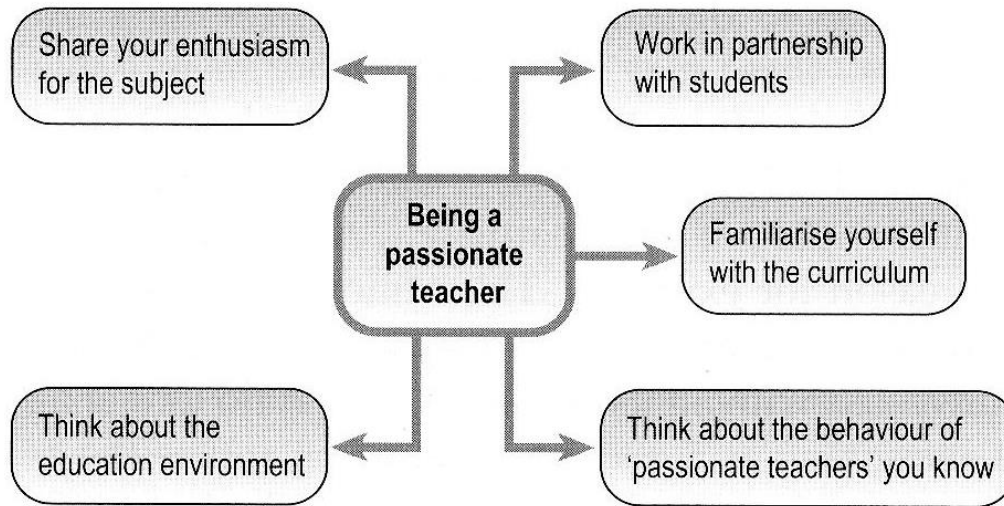 Share your enthusiasm
for the subject
Work in partnership
with students
Being a
passionate
teacher
Familiarise yourself
with the curriculum
Think about the
education environment
Think about the behaviour of
‘passionate teachers’ you know